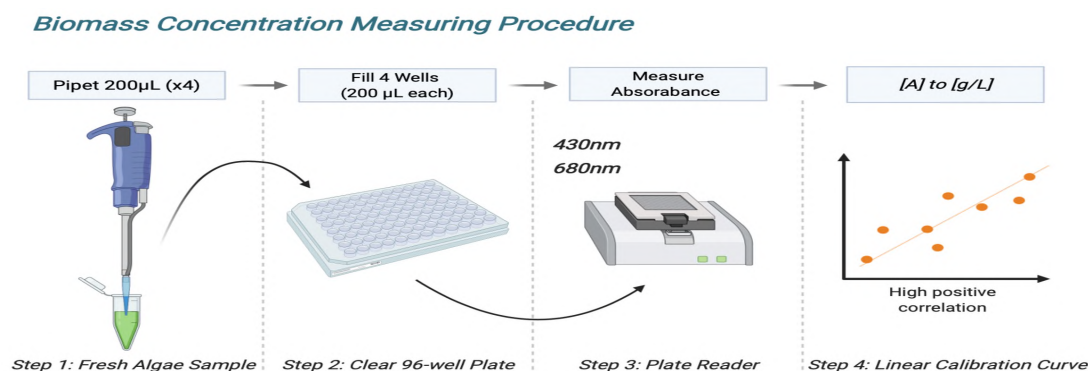 Biomass Concentration Measuring Procedure
Pipet 200µL (x4)
Fill 4 Wells
(200 µL each)
Measure
Absorabance
[A] to [g/L]
430nm
680nm
High positive
correlation
Step 1: Fresh Algae Sample
Step 2: Clear 96-well Plate
Step 3: Plate Reader
Step 4: Linear Calibration Curve